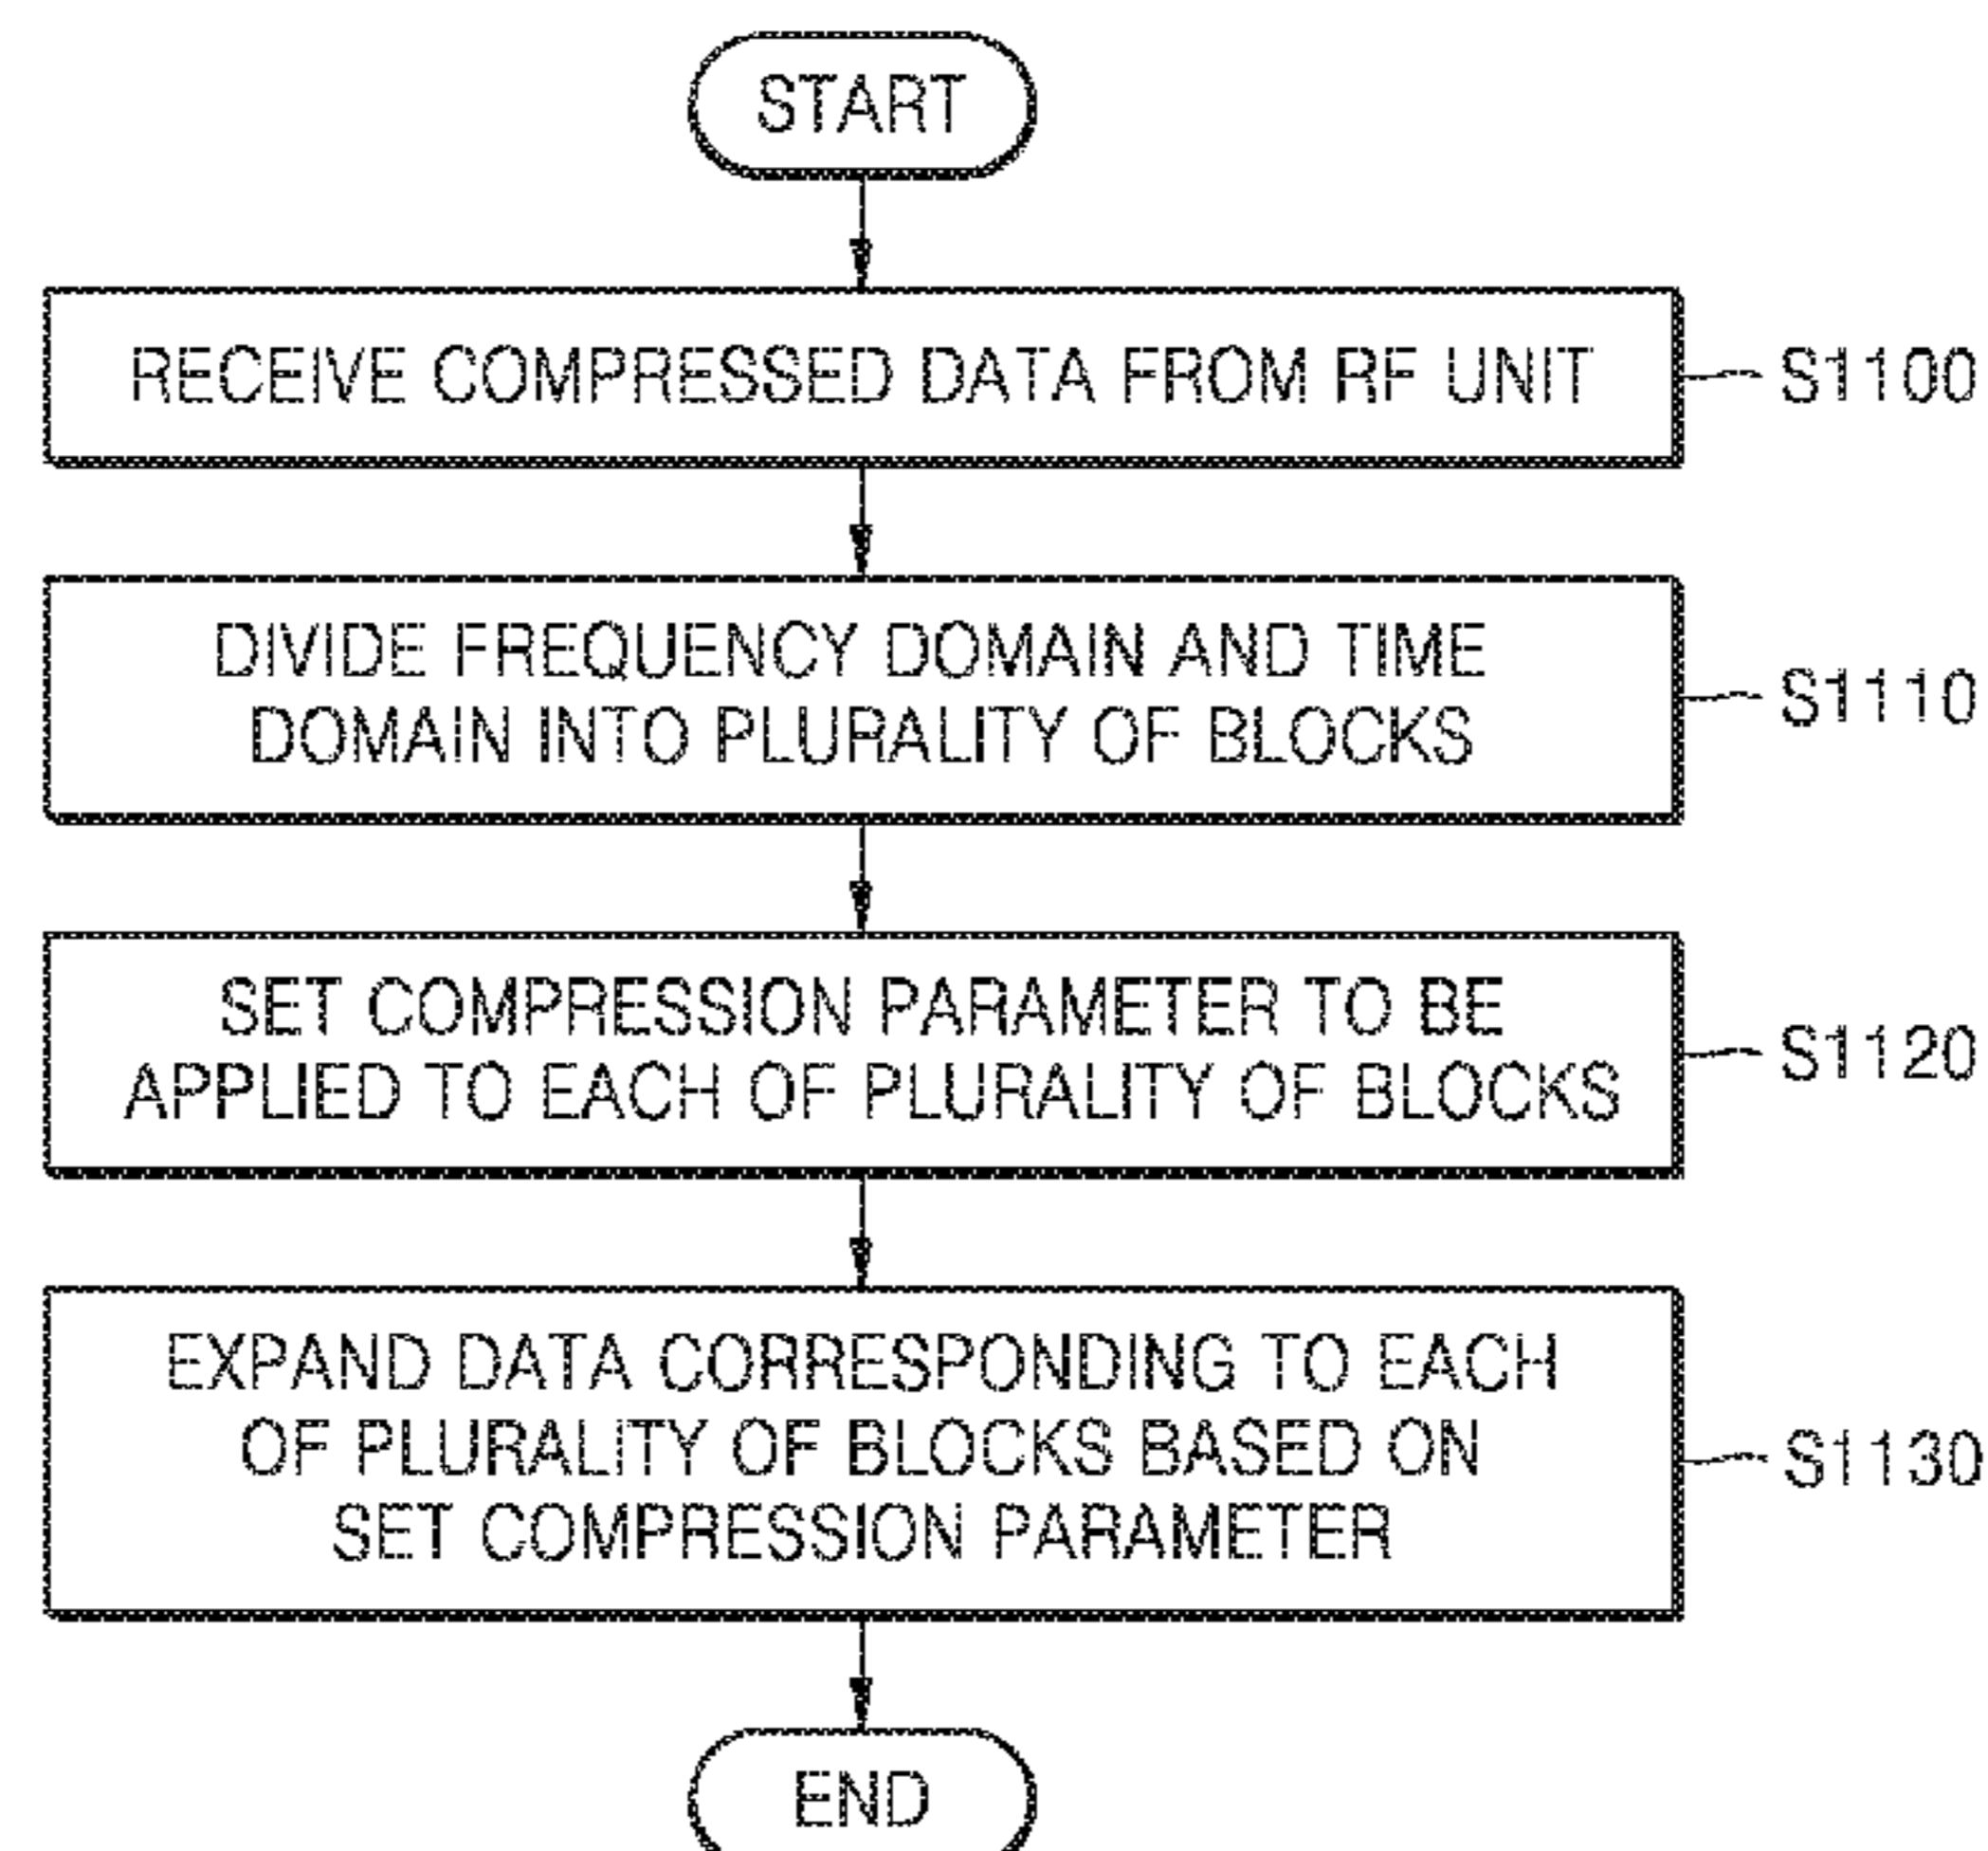 START
RECEIVE COMPRESSED DATA FROM RF UNIT
S1100
DIVIDE FREQUENCY DOMAIN AND TIME
DOMAIN INTO PLURALITY OF BLOCKS
S1110
SET COMPRESSION PARAMETER TO BE
APPLIED TO EACH OF PLURALITY OF BLOCKS
S1120
EXPAND DATA CORRESPONDING TO EACH
OF PLURALITY OF BLOCKS BASED ON
SET COMPRESSION PARAMETER
S1130
END